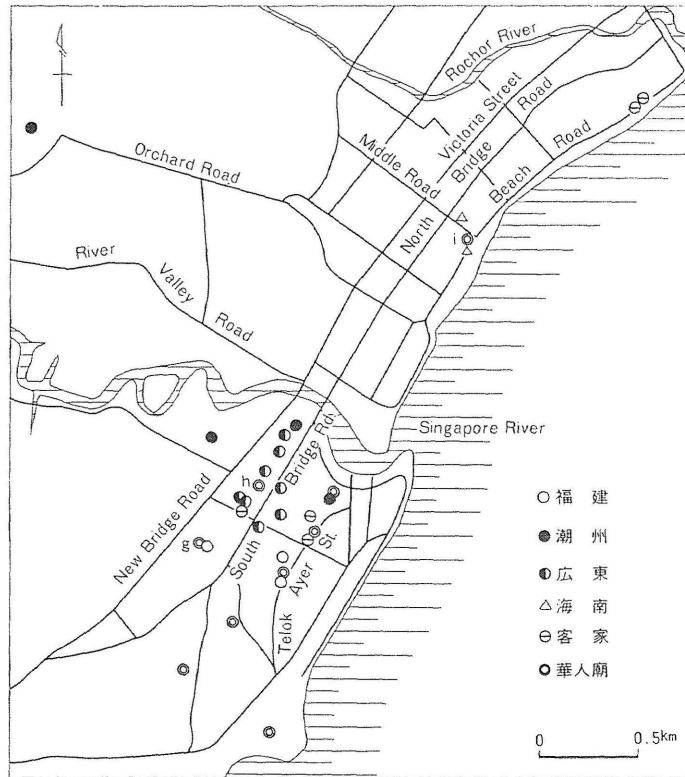 Rochor River
Victoria Street
North Bridge Road
Beach Road
Middle Road
Orchard Road
River Valley Road
i
Singapore River
New Bridge Road
South Bridge Rd.
h
g
Telok Ayer St.
○ 福建
● 潮州
◐ 広東
△ 海南
⊖ 客家
◎ 華人廟
0 0.5km